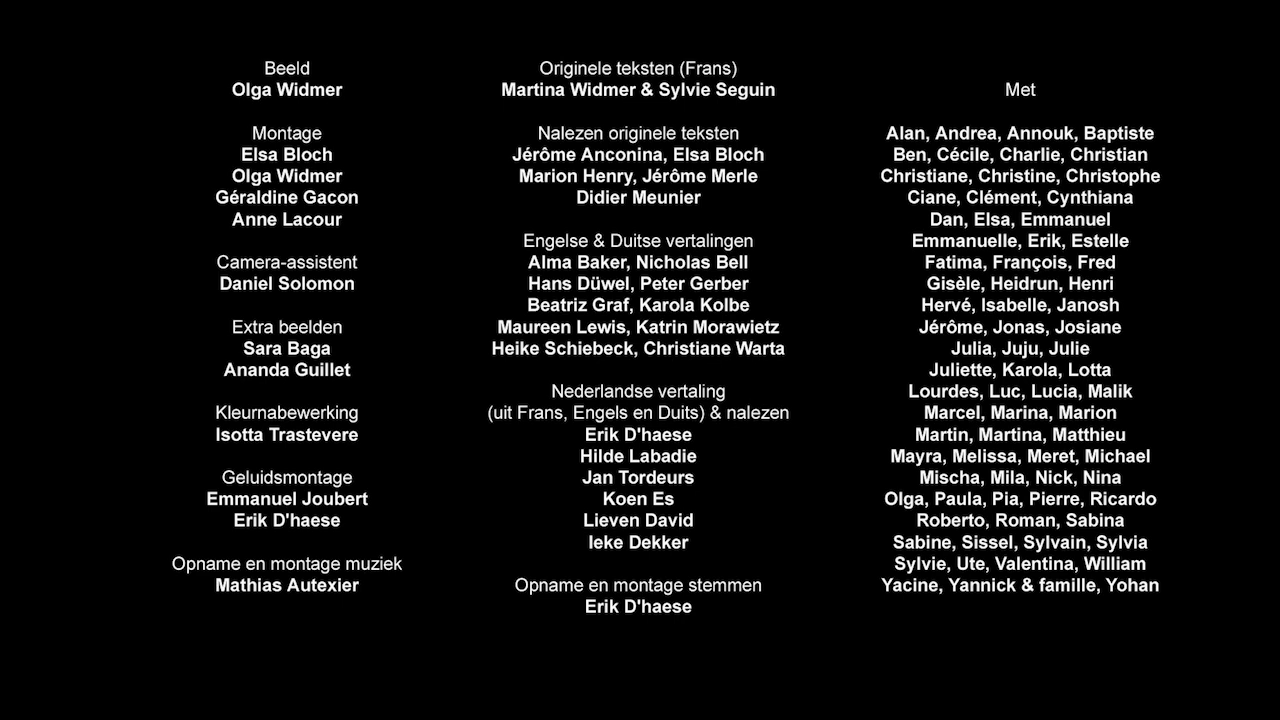 Beeld
Olga Widmer
Montage
Elsa Bloch
Olga Widmer
Géraldine Gacon
Anne Lacour
Camera-assistent
Daniel Solomon
Extra beelden
Sara Baga
Ananda Guillet
Kleurnabewerking
Isotta Trastevere
Geluidsmontage
Emmanuel Joubert
Erik D'haese
Opname en montage muziek
Mathias Autexier
Originele teksten (Frans)
Martina Widmer & Sylvie Seguin
Nalezen originele teksten
Jérôme Anconina, Elsa Bloch
Marion Henry, Jérôme Merle
Didier Meunier
Engelse & Duitse vertalingen
Alma Baker, Nicholas Bell
Hans Düwel, Peter Gerber
Beatriz Graf, Karola Kolbe
Maureen Lewis, Katrin Morawietz
Heike Schiebeck, Christiane Warta
Nederlandse vertaling
(uit Frans, Engels en Duits) & nalezen
Erik D'haese
Hilde Labadie
Jan Tordeurs
Koen Es
Lieven David
Ieke Dekker
Opname en montage stemmen
Erik D'haese
Met
Alan, Andrea, Annouk, Baptiste
Ben, Cécile, Charlie, Christian
Christiane, Christine, Christophe
Ciane, Clément, Cynthiana
Dan, Elsa, Emmanuel
Emmanuelle, Erik, Estelle
Fatima, François, Fred
Gisèle, Heidrun, Henri
Hervé, Isabelle, Janosh
Jérôme, Jonas, Josiane
Julia, Juju, Julie
Juliette, Karola, Lotta
Lourdes, Luc, Lucia, Malik
Marcel, Marina, Marion
Martin, Martina, Matthieu
Mayra, Melissa, Meret, Michael
Mischa, Mila, Nick, Nina
Olga, Paula, Pia, Pierre, Ricardo
Roberto, Roman, Sabina
Sabine, Sissel, Sylvain, Sylvia
Sylvie, Ute, Valentina, William
Yacine, Yannick & famille, Yohan